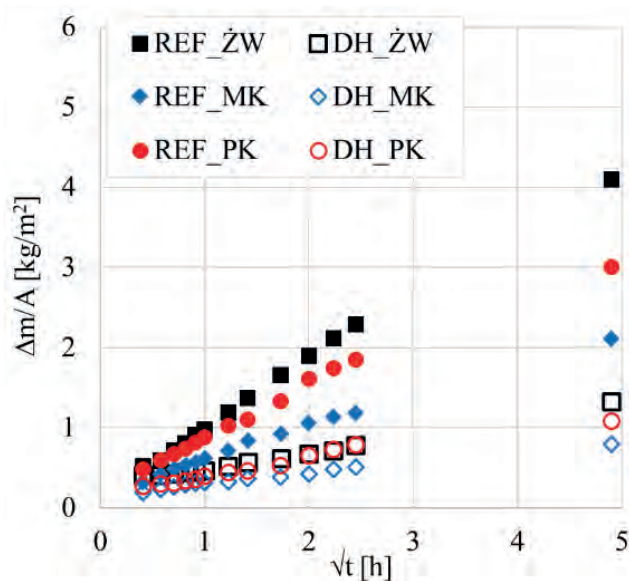 6
REF_ŻW DH_ŻW
5
REF_MK DH_MK
REF_PK DH_PK
4
Δm/A [kg/m²]
3
2
1
0
0 1 2 3 4 5
√t [h]